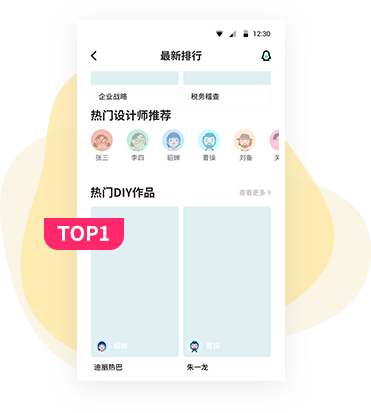 12:30
最新排行
企业战略 税务稽查
热门设计师推荐
张三 李四 貂蝉 曹操 刘备
热门DIY作品 查看更多 >
TOP1
貂蝉 曹操
迪丽热巴 朱一龙